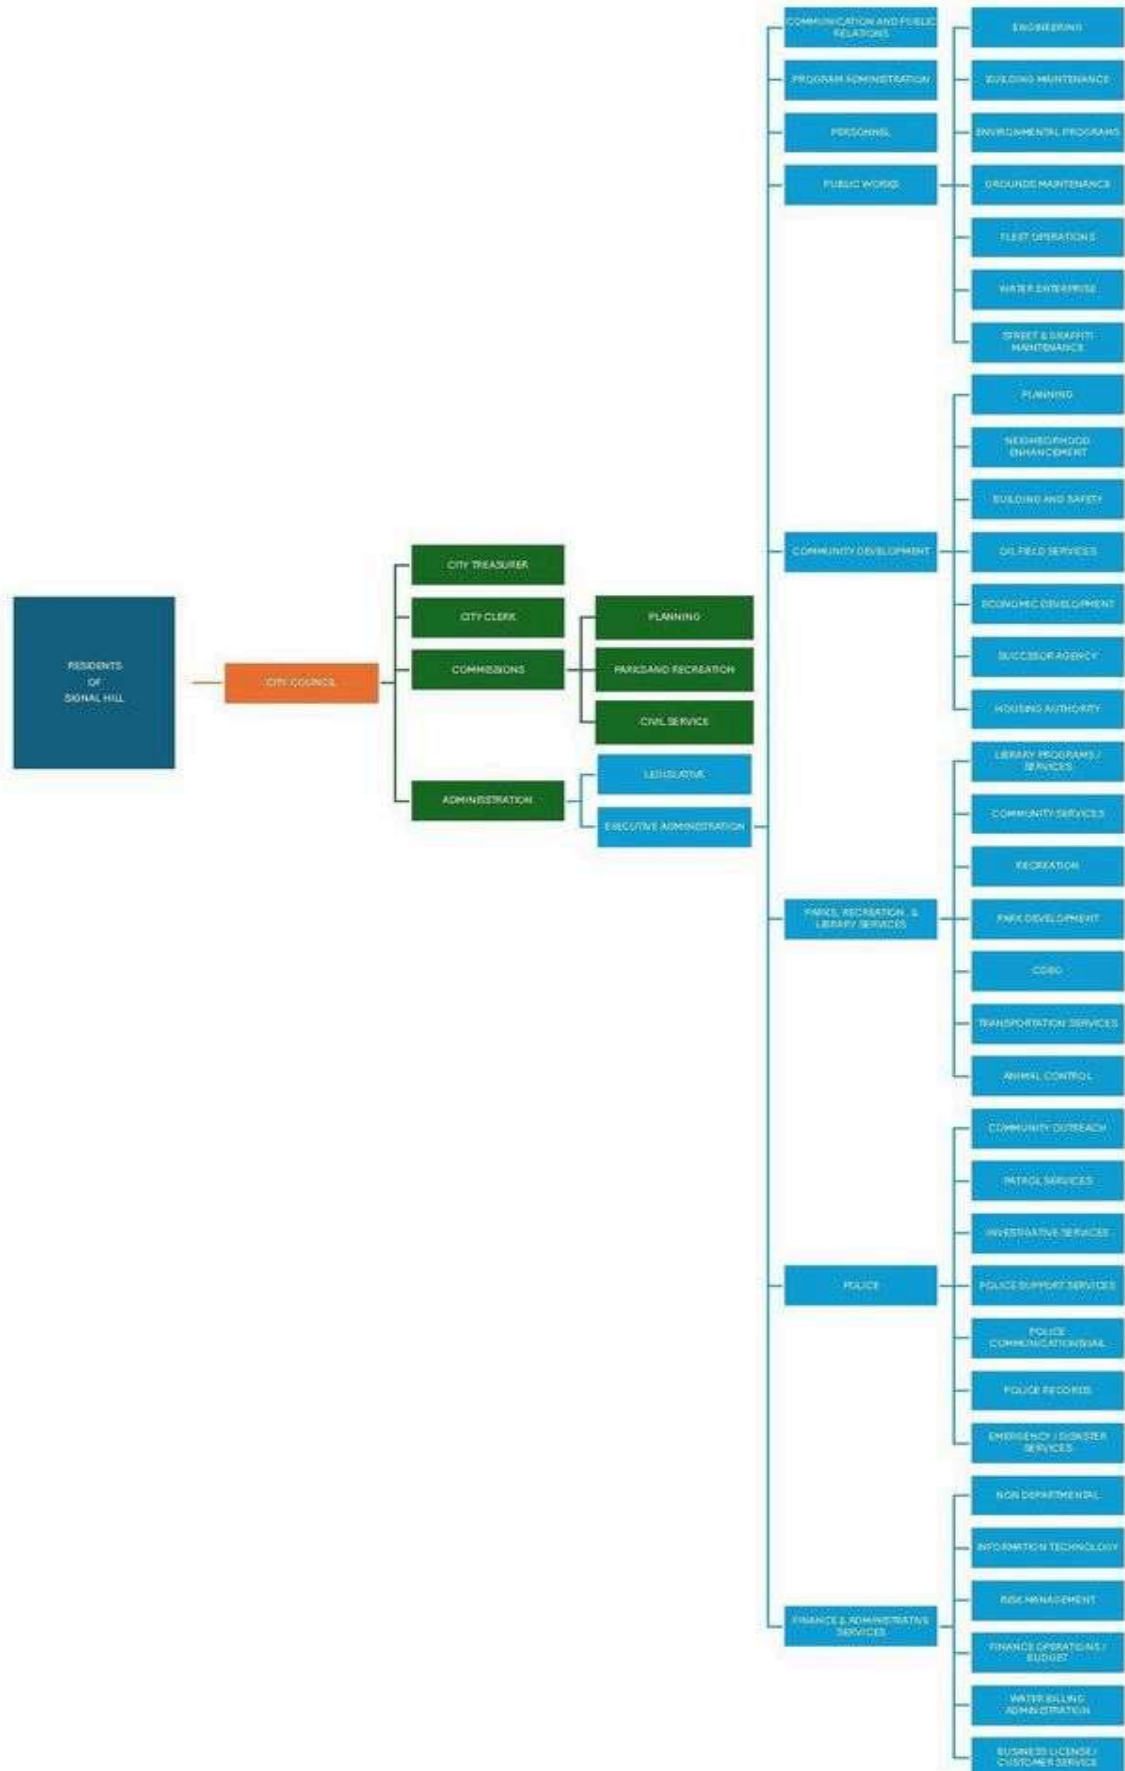 RESIDENTS
OF
SIGNAL HILL
CITY COUNCIL
CITY TREASURER
CITY CLERK
COMMISSIONS
ADMINISTRATION
PLANNING
PARKS AND RECREATION
CIVIL SERVICE
LEGISLATIVE
EXECUTIVE ADMINISTRATION
COMMUNICATION AND PUBLIC
RELATIONS
PROGRAM ADMINISTRATION
PERSONNEL
PUBLIC WORKS
ENGINEERING
BUILDING MAINTENANCE
ENVIRONMENTAL PROGRAMS
GROUNDS MAINTENANCE
FLEET OPERATIONS
WATER ENTERPRISE
STREET & GRAFFITI
MAINTENANCE
COMMUNITY DEVELOPMENT
PLANNING
NEIGHBORHOOD
ENHANCEMENT
BUILDING AND SAFETY
OIL FIELD SERVICES
ECONOMIC DEVELOPMENT
SUCCESSOR AGENCY
HOUSING AUTHORITY
PARKS, RECREATION, &
LIBRARY SERVICES
LIBRARY PROGRAMS /
SERVICES
COMMUNITY SERVICES
RECREATION
PARK DEVELOPMENT
CDBG
TRANSPORTATION SERVICES
ANIMAL CONTROL
POLICE
COMMUNITY OUTREACH
PATROL SERVICES
INVESTIGATIVE SERVICES
POLICE SUPPORT SERVICES
POLICE
COMMUNICATIONS/JAIL
POLICE RECORDS
EMERGENCY / DISASTER
SERVICES
FINANCE & ADMINISTRATIVE
SERVICES
NON DEPARTMENTAL
INFORMATION TECHNOLOGY
RISK MANAGEMENT
FINANCE OPERATIONS /
BUDGET
WATER BILLING
ADMINISTRATION
BUSINESS LICENSE /
CUSTOMER SERVICE